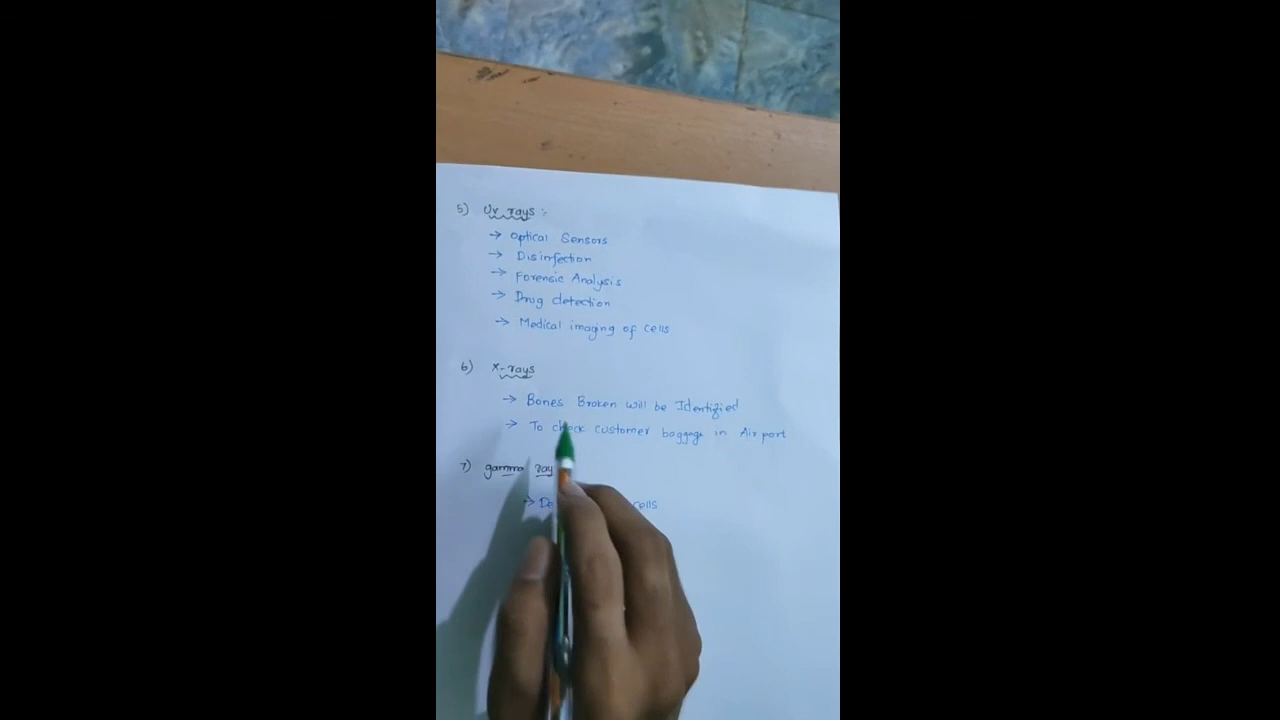 5) UV rays :-
→ Optical Sensors
→ Disinfection
→ Forensic Analysis
→ Drug detection
→ Medical imaging of cells
6) X-rays
→ Bones Broken will be Identified
→ To check customer baggage in Airport
7) gamma ray
→ cells